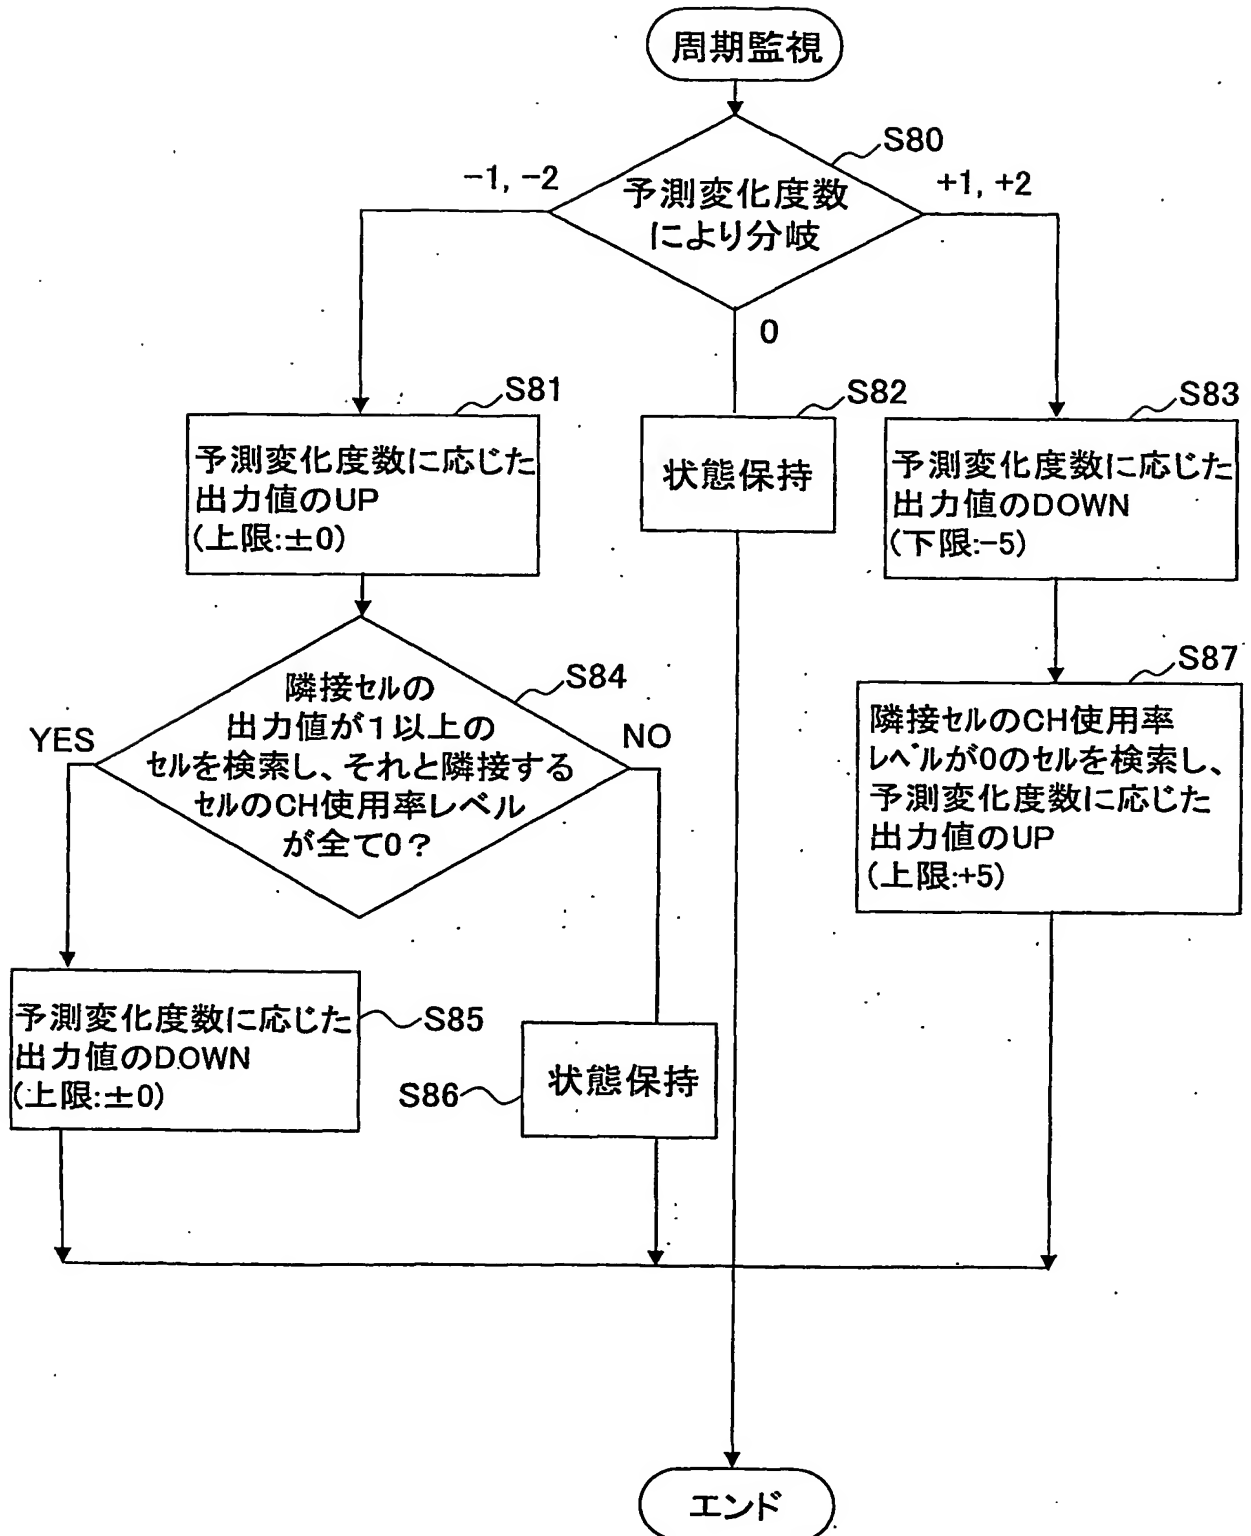 周期監視
S80
-1, -2
+1, +2
予測変化度数
により分岐
0
S81
予測変化度数に応じた
出力値のUP
(上限:±0)
S82
状態保持
S83
予測変化度数に応じた
出力値のDOWN
(下限:-5)
S84
隣接セルの
出力値が1以上の
セルを検索し、それと隣接する
セルのCH使用率レベル
が全て0?
YES
NO
S87
隣接セルのCH使用率
レベルが0のセルを検索し、
予測変化度数に応じた
出力値のUP
(上限:+5)
予測変化度数に応じた
出力値のDOWN
(上限:±0)
S85
S86
状態保持
エンド